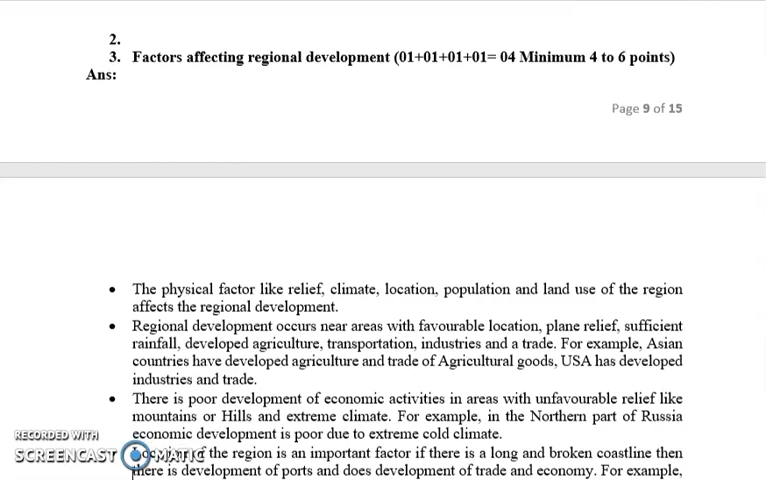 2.
3. Factors affecting regional development (01+01+01+01= 04 Minimum 4 to 6 points)
Ans:
Page 9 of 15
• The physical factor like relief, climate, location, population and land use of the region
affects the regional development.
• Regional development occurs near areas with favourable location, plane relief, sufficient
rainfall, developed agriculture, transportation, industries and a trade. For example, Asian
countries have developed agriculture and trade of Agricultural goods, USA has developed
industries and trade.
• There is poor development of economic activities in areas with unfavourable relief like
mountains or Hills and extreme climate. For example, in the Northern part of Russia
economic development is poor due to extreme cold climate.
of the region is an important factor if there is a long and broken coastline then
there is development of ports and does development of trade and economy. For example,
RECORDED WITH
SCREENCAST MATIC